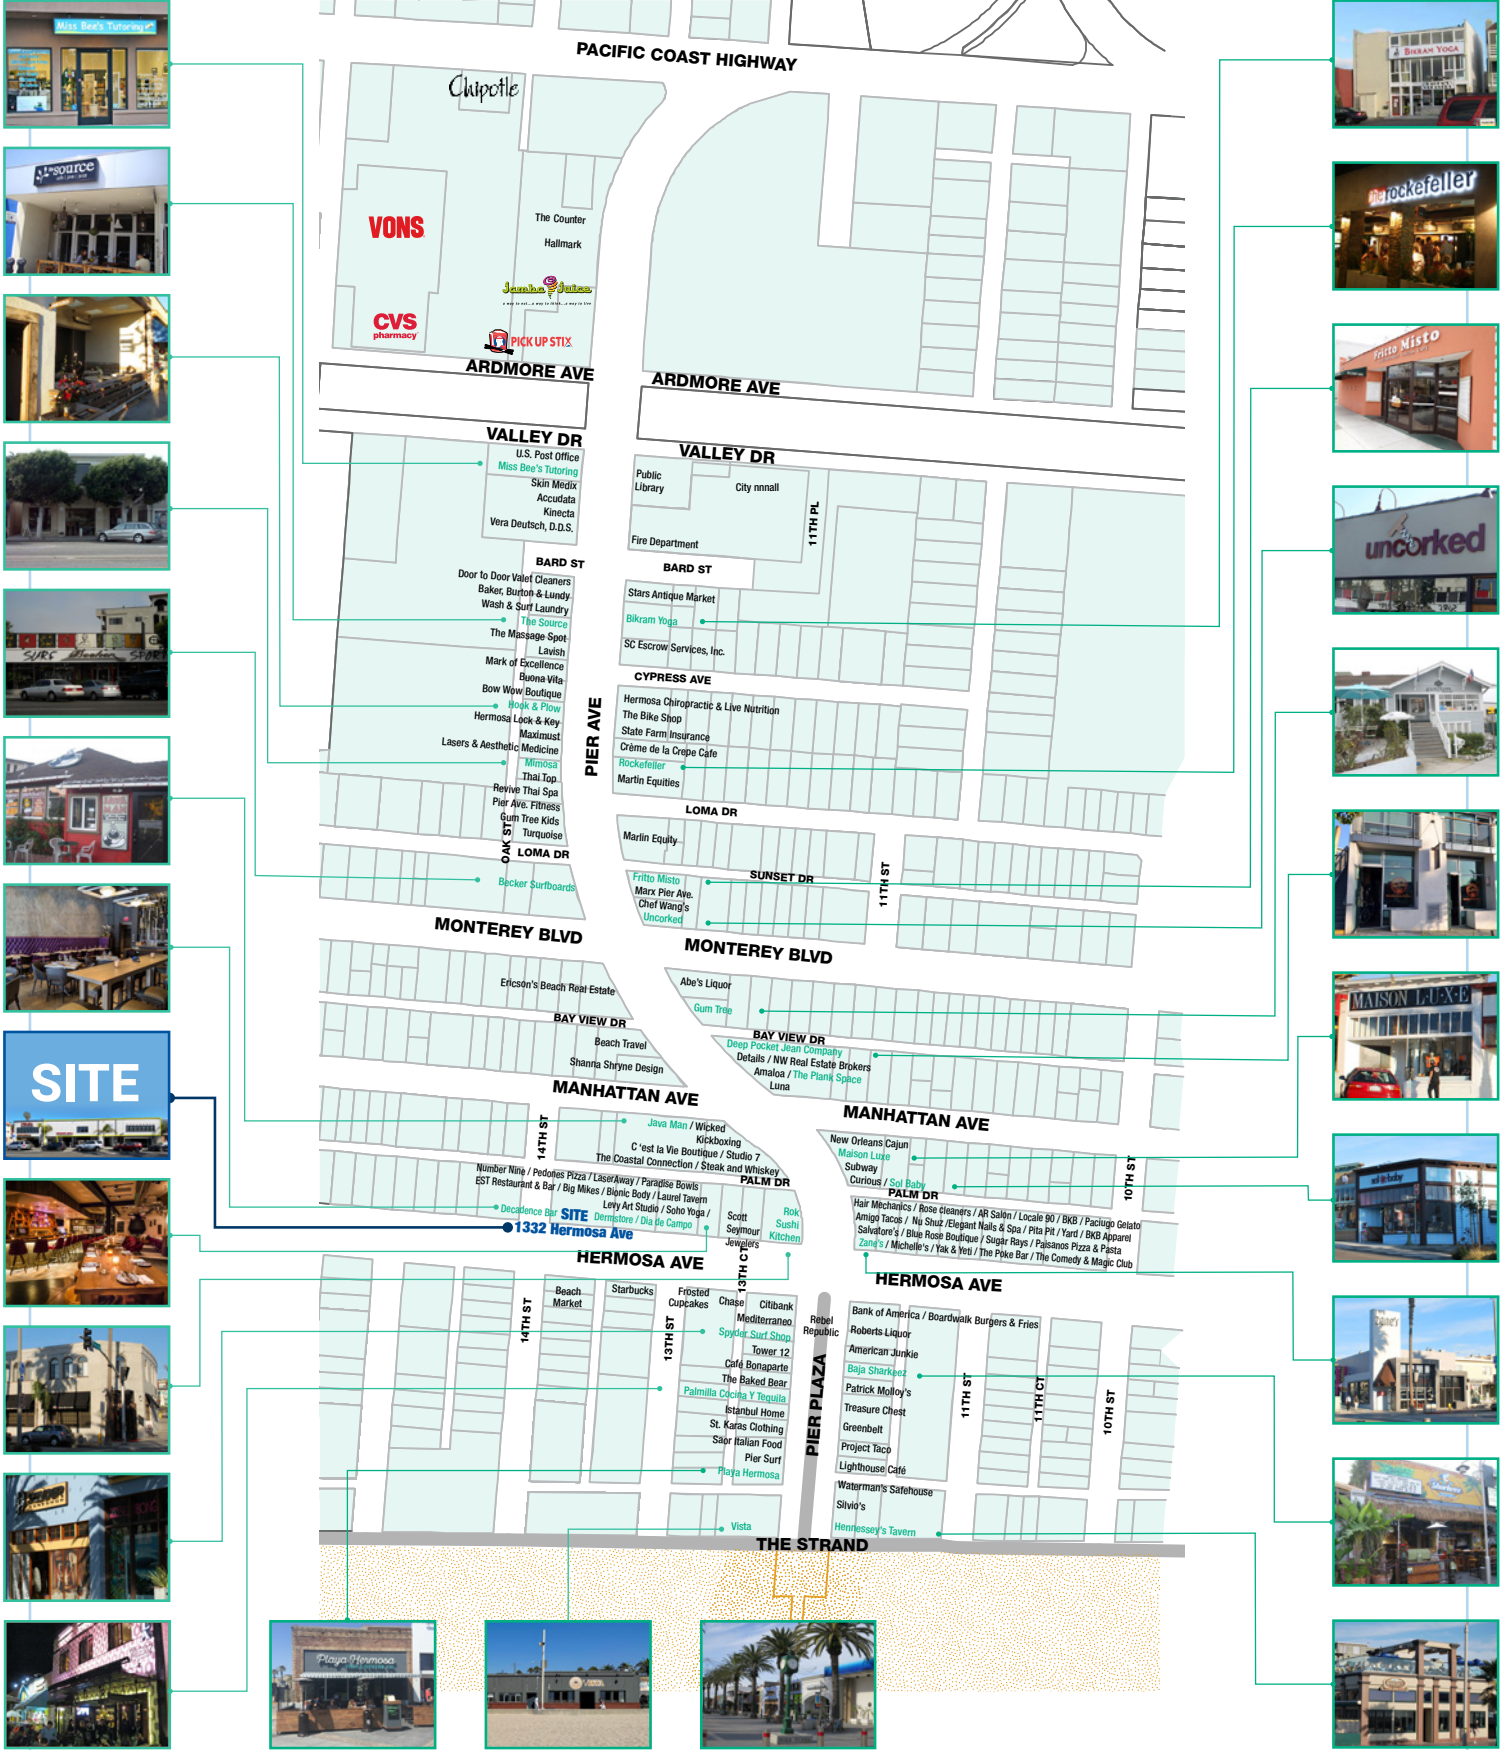 PACIFIC COAST HIGHWAY
Chipotle
VONS
The Counter
Hallmark
Jamba Juice
CVS
pharmacy
PICK UP STIX
ARDMORE AVE
ARDMORE AVE
VALLEY DR
VALLEY DR
U.S. Post Office
Miss Bee's Tutoring
Skin Medix
Accudata
Kinecta
Vera Deutsch, D.D.S.
Public
Library
City nnnall
11TH PL
Fire Department
BARD ST
BARD ST
Door to Door Valet Cleaners
Baker, Burton & Lundy
Wash & Surf Laundry
The Source
The Massage Spot
Lavish
Mark of Excellence
Buona Vita
Bow Wow Boutique
Hook & Plow
Hermosa Lock & Key
Maximust
Lasers & Aesthetic Medicine
Mimosa
Thai Top
Revive Thai Spa
Pier Ave. Fitness
Gum Tree Kids
Turquoise
Stars Antique Market
Bikram Yoga
SC Escrow Services, Inc.
CYPRESS AVE
PIER AVE
Hermosa Chiropractic & Live Nutrition
The Bike Shop
State Farm Insurance
Crème de la Crepe Cafe
Rockefeller
Martin Equities
LOMA DR
OAK ST
LOMA DR
Marlin Equity
Becker Surfboards
SUNSET DR
11TH ST
Fritto Misto
Marx Pier Ave.
Chef Wang's
Uncorked
MONTEREY BLVD
MONTEREY BLVD
Ericson's Beach Real Estate
Abe's Liquor
Gum Tree
BAY VIEW DR
BAY VIEW DR
Beach Travel
Shanna Shryne Design
Deep Pocket Jean Company
Details / NW Real Estate Brokers
Amaloa / The Plank Space
Luna
MANHATTAN AVE
MANHATTAN AVE
14TH ST
Java Man / Wicked
Kickboxing
C 'est la Vie Boutique / Studio 7
The Coastal Connection / Steak and Whiskey
New Orleans Cajun
Maison Luxe
Subway
Curious / Sol Baby
10TH ST
PALM DR
PALM DR
Number Nine / Pedones Pizza / LaserAway / Paradise Bowls
EST Restaurant & Bar / Big Mikes / Bionic Body / Laurel Tavern
Levy Art Studio / Soho Yoga /
Decadence Bar SITE Dermstore / Dia de Campo
1332 Hermosa Ave
Scott
Seymour
Jewelers
Rok
Sushi
Kitchen
Hair Mechanics / Rose cleaners / AR Salon / Locale 90 / BKB / Paciugo Gelato
Amigo Tacos / Nu Shuz /Elegant Nails & Spa / Pita Pit / Yard / BKB Apparel
Salvatore's / Blue Rose Boutique / Sugar Rays / Paisanos Pizza & Pasta
Zane's / Michelle's / Yak & Yeti / The Poke Bar / The Comedy & Magic Club
HERMOSA AVE
HERMOSA AVE
13TH CT
14TH ST
13TH ST
Beach
Market
Starbucks
Frosted
Cupcakes
Chase
Citibank
Mediterraneo
Spyder Surf Shop
Tower 12
Café Bonaparte
The Baked Bear
Palmilla Cocina Y Tequila
Istanbul Home
St. Karas Clothing
Saor Italian Food
Pier Surf
Playa Hermosa
Vista
Rebel
Republic
PIER PLAZA
Bank of America / Boardwalk Burgers & Fries
Roberts Liquor
American Junkie
Baja Sharkeez
Patrick Molloy's
Treasure Chest
Greenbelt
Project Taco
Lighthouse Café
Waterman's Safehouse
Silvio's
Hennessey's Tavern
11TH ST
11TH CT
10TH ST
THE STRAND
Miss Bee's Tutoring
source
SURF
SPORT
SITE
Playa Hermosa
BIKRAM YOGA
the rockefeller
Fritto Misto
uncorked
MAISON LUXE
sol baby
zane's